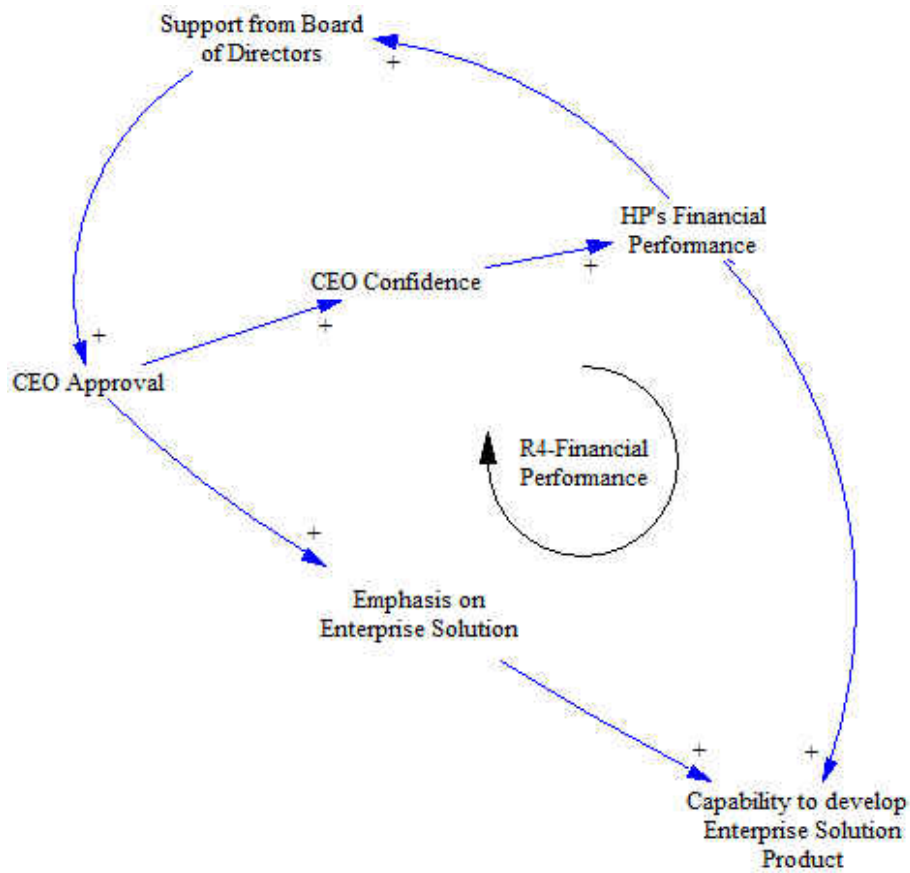 Support from Board
of Directors
+
HP's Financial
Performance
+
CEO Confidence
+
+
CEO Approval
R4-Financial
Performance
+
Emphasis on
Enterprise Solution
+
+
Capability to develop
Enterprise Solution
Product